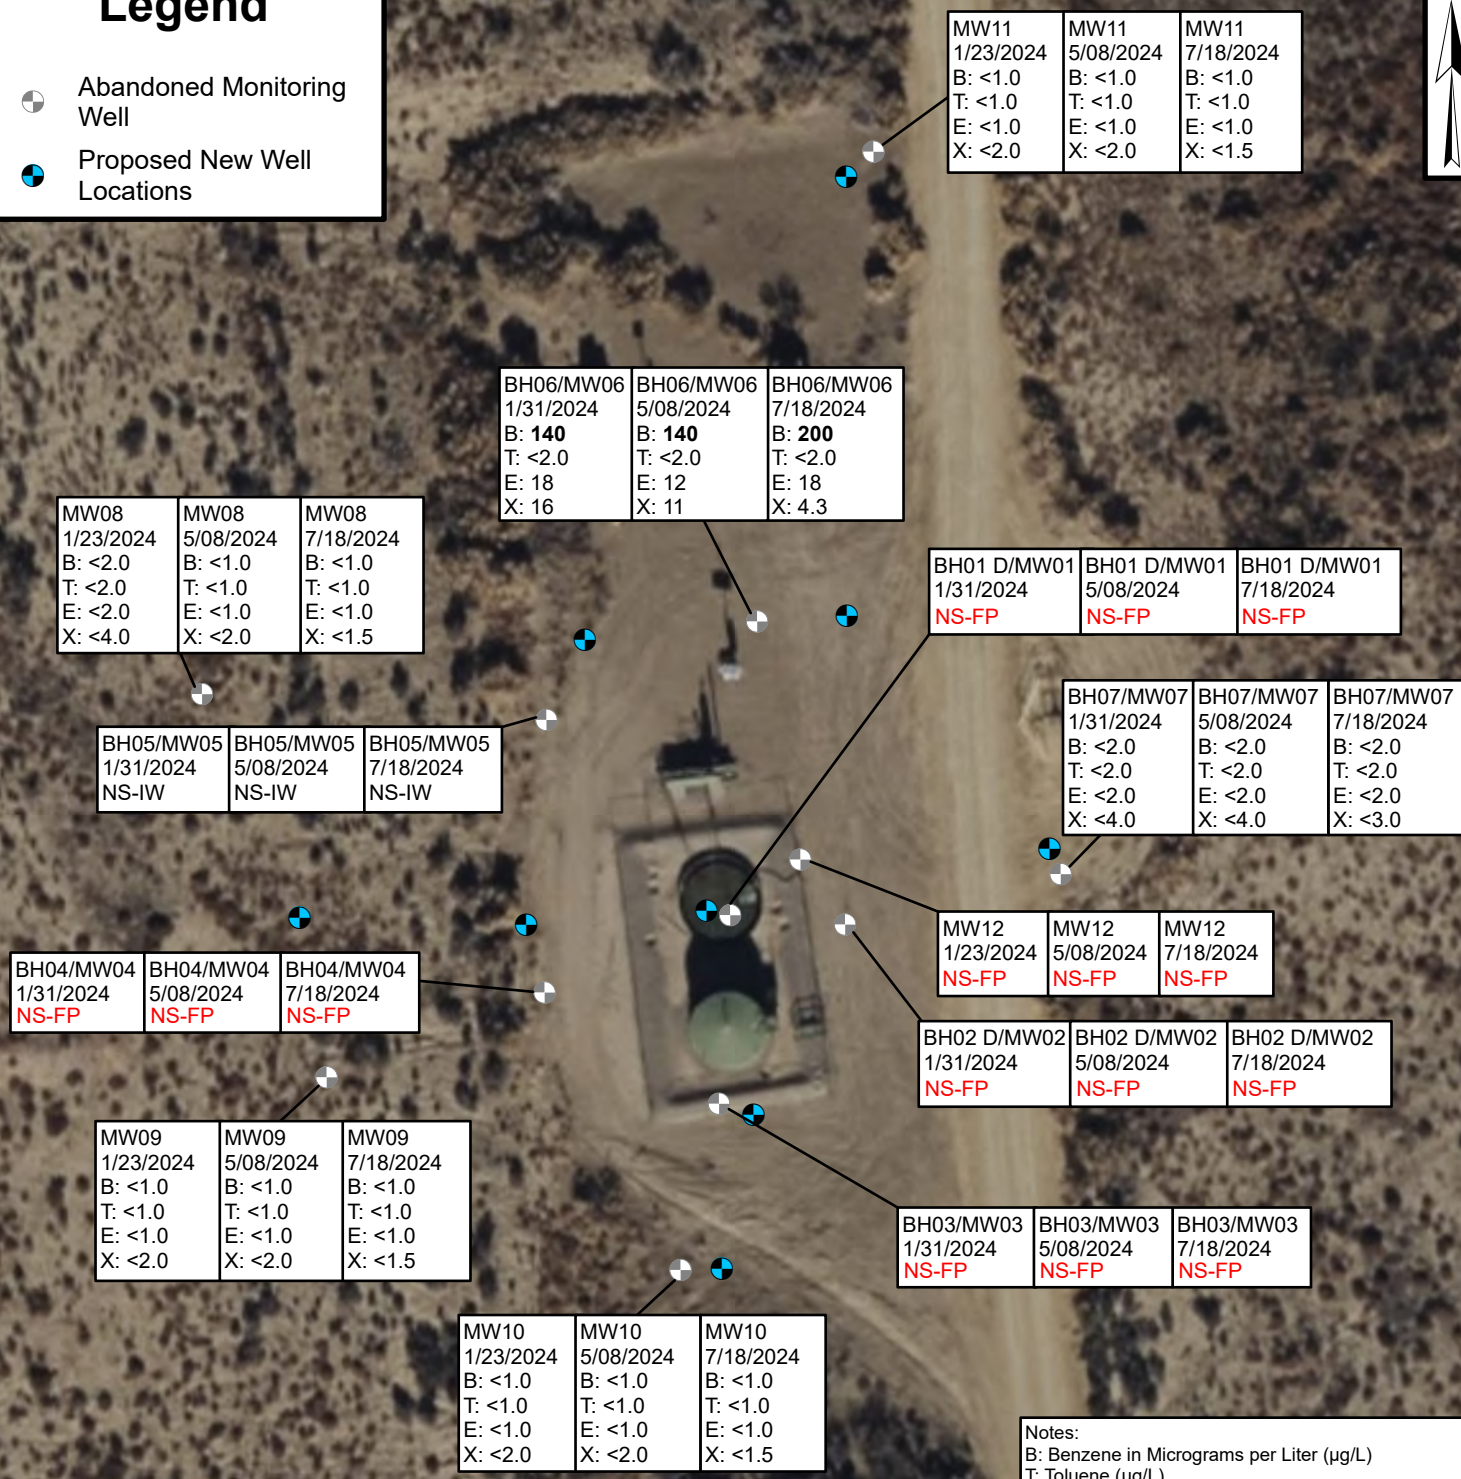 Legend
Abandoned Monitoring
Well
Proposed New Well
Locations
MW11 MW11 MW11
1/23/2024 5/08/2024 7/18/2024
B: <1.0 B: <1.0 B: <1.0
T: <1.0 T: <1.0 T: <1.0
E: <1.0 E: <1.0 E: <1.0
X: <2.0 X: <2.0 X: <1.5
BH06/MW06 BH06/MW06 BH06/MW06
1/31/2024 5/08/2024 7/18/2024
B: 140 B: 140 B: 200
T: <2.0 T: <2.0 T: <2.0
E: 18 E: 12 E: 18
X: 16 X: 11 X: 4.3
MW08 MW08 MW08
1/23/2024 5/08/2024 7/18/2024
B: <2.0 B: <1.0 B: <1.0
T: <2.0 T: <1.0 T: <1.0
E: <2.0 E: <1.0 E: <1.0
X: <4.0 X: <2.0 X: <1.5
BH01 D/MW01 BH01 D/MW01 BH01 D/MW01
1/31/2024 5/08/2024 7/18/2024
NS-FP NS-FP NS-FP
BH07/MW07 BH07/MW07 BH07/MW07
1/31/2024 5/08/2024 7/18/2024
B: <2.0 B: <2.0 B: <2.0
T: <2.0 T: <2.0 T: <2.0
E: <2.0 E: <2.0 E: <2.0
X: <4.0 X: <4.0 X: <3.0
BH05/MW05 BH05/MW05 BH05/MW05
1/31/2024 5/08/2024 7/18/2024
NS-IW NS-IW NS-IW
MW12 MW12 MW12
1/23/2024 5/08/2024 7/18/2024
NS-FP NS-FP NS-FP
BH04/MW04 BH04/MW04 BH04/MW04
1/31/2024 5/08/2024 7/18/2024
NS-FP NS-FP NS-FP
BH02 D/MW02 BH02 D/MW02 BH02 D/MW02
1/31/2024 5/08/2024 7/18/2024
NS-FP NS-FP NS-FP
MW09 MW09 MW09
1/23/2024 5/08/2024 7/18/2024
B: <1.0 B: <1.0 B: <1.0
T: <1.0 T: <1.0 T: <1.0
E: <1.0 E: <1.0 E: <1.0
X: <2.0 X: <2.0 X: <1.5
BH03/MW03 BH03/MW03 BH03/MW03
1/31/2024 5/08/2024 7/18/2024
NS-FP NS-FP NS-FP
MW10 MW10 MW10
1/23/2024 5/08/2024 7/18/2024
B: <1.0 B: <1.0 B: <1.0
T: <1.0 T: <1.0 T: <1.0
E: <1.0 E: <1.0 E: <1.0
X: <2.0 X: <2.0 X: <1.5
Notes:
B: Benzene in Micrograms per Liter (µg/L)
T: Toluene (µg/L)